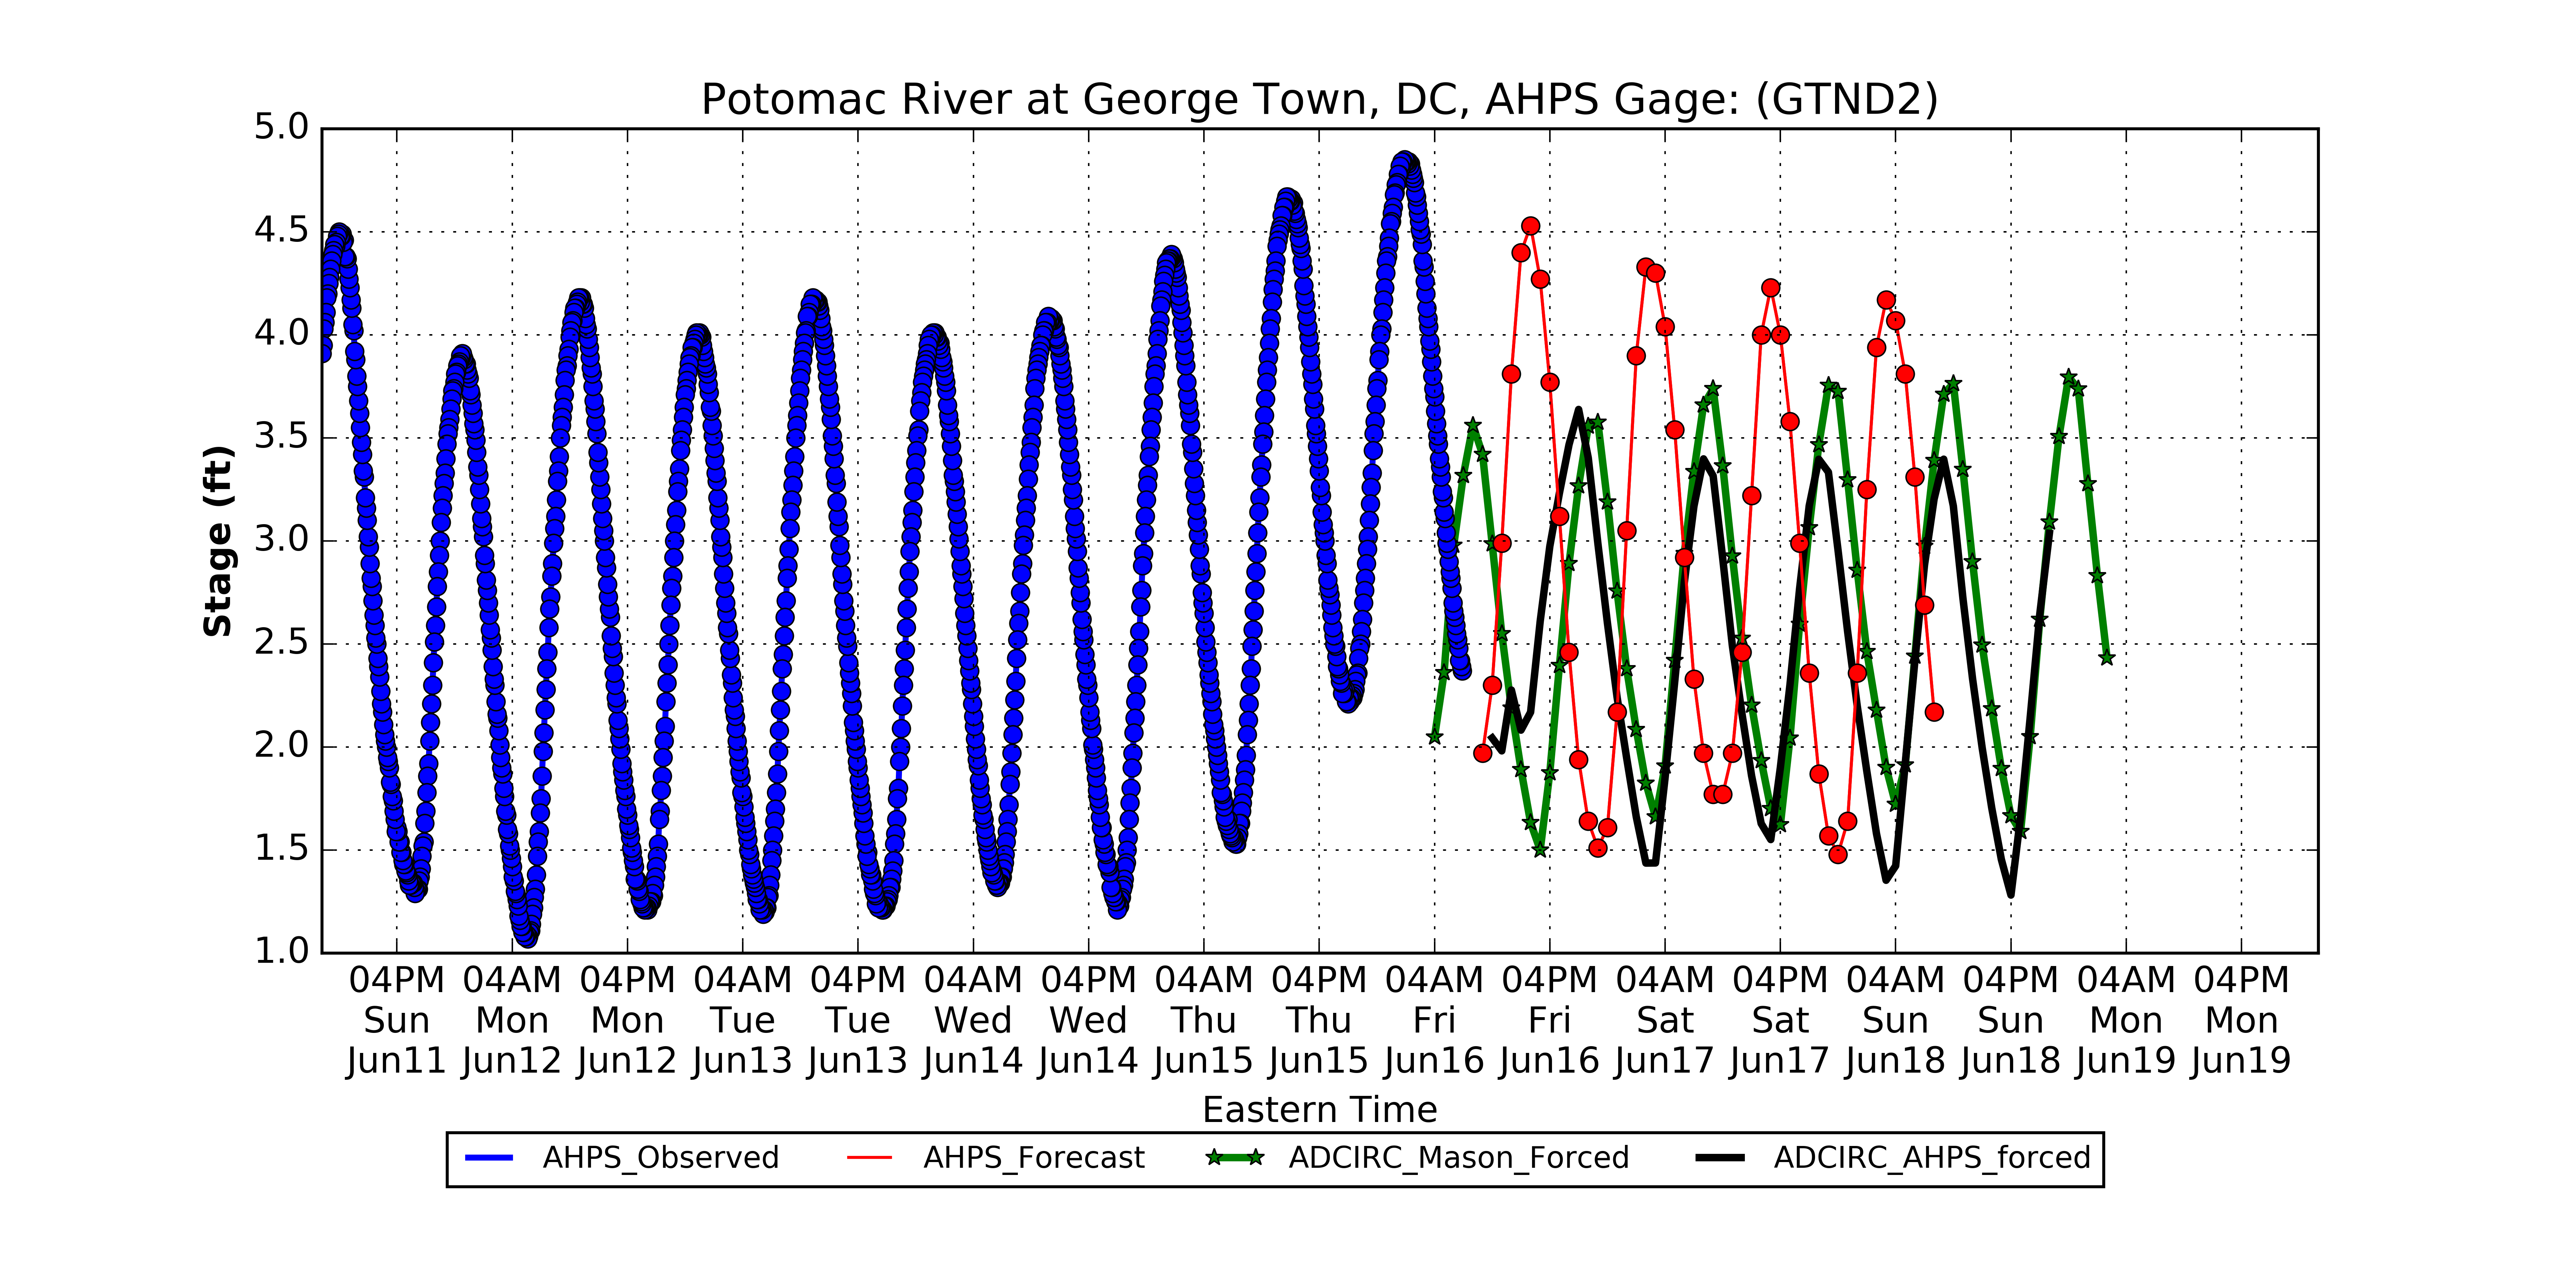 Potomac River at George Town, DC, AHPS Gage: (GTND2)
Stage (ft)
5.0
4.5
4.0
3.5
3.0
2.5
2.0
1.5
1.0
04PM 04AM 04PM 04AM 04PM 04AM 04PM 04AM 04PM 04AM 04PM 04AM 04PM 04AM 04PM 04AM 04PM
Sun Mon Mon Tue Tue Wed Wed Thu Thu Fri Fri Sat Sat Sun Sun Mon Mon
Jun11 Jun12 Jun12 Jun13 Jun13 Jun14 Jun14 Jun15 Jun15 Jun16 Jun16 Jun17 Jun17 Jun18 Jun18 Jun19 Jun19
Eastern Time
AHPS_Observed AHPS_Forecast ADCIRC_Mason_Forced ADCIRC_AHPS_forced